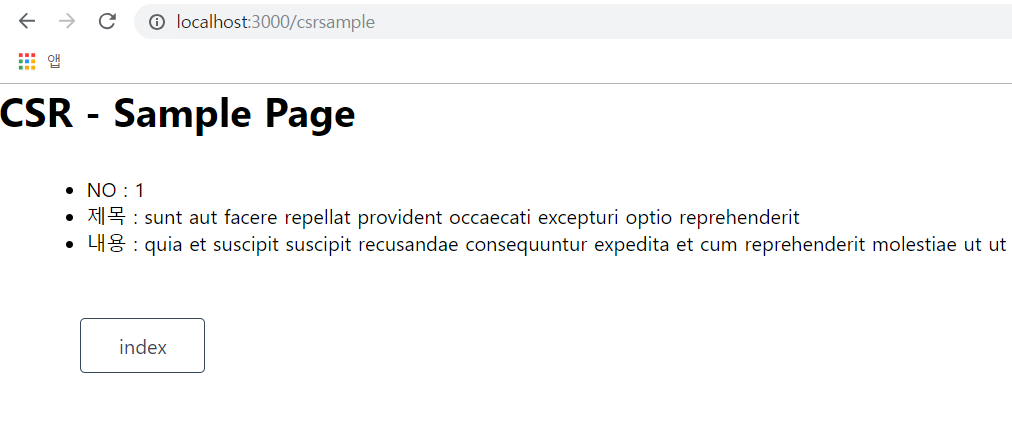 localhost:3000/csrsample
앱
CSR - Sample Page
NO : 1
제목 : sunt aut facere repellat provident occaecati excepturi optio reprehenderit
내용 : quia et suscipit suscipit recusandae consequuntur expedita et cum reprehenderit molestiae ut ut
index